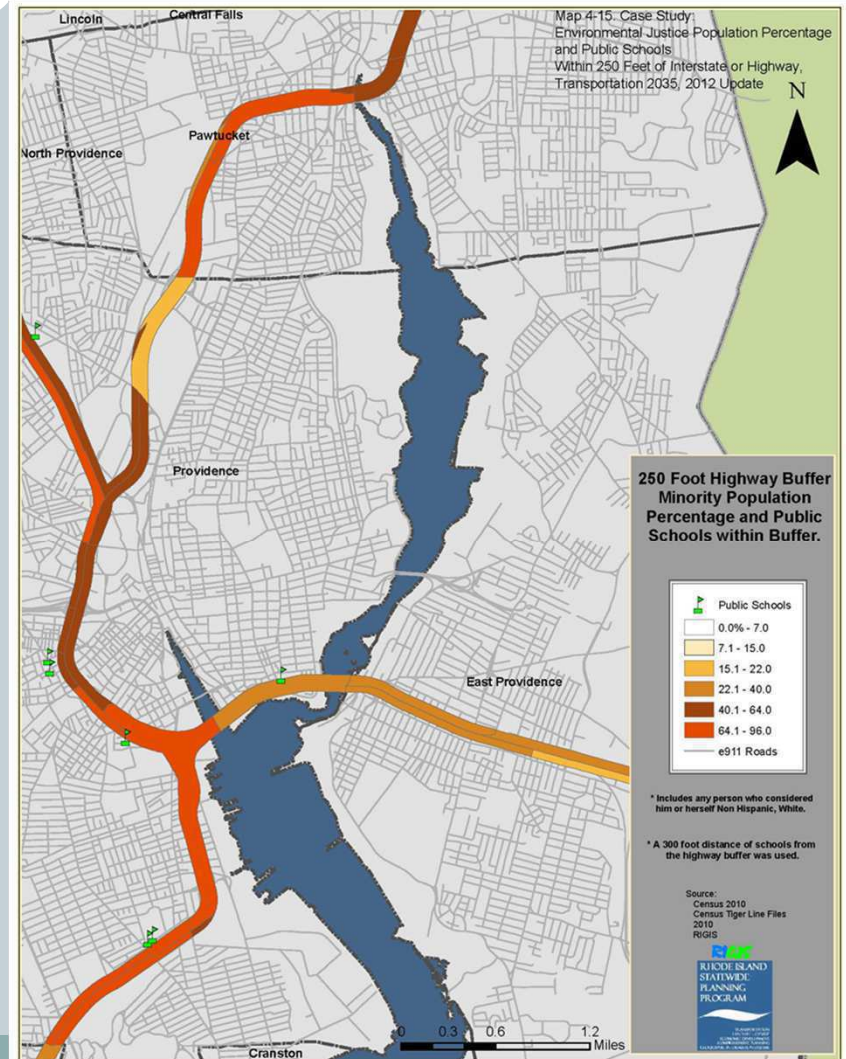 Map 4-15. Case Study:
Environmental Justice Population Percentage
and Public Schools
Within 250 Feet of Interstate or Highway,
Transportation 2035, 2012 Update
N
Lincoln
Central Falls
Pawtucket
North Providence
Providence
East Providence
Cranston
250 Foot Highway Buffer
Minority Population
Percentage and Public
Schools within Buffer.
Public Schools
0.0% - 7.0
7.1 - 15.0
15.1 - 22.0
22.1 - 40.0
40.1 - 64.0
64.1 - 96.0
e911 Roads
* Includes any person who considered
him or herself Non Hispanic, White.
* A 300 foot distance of schools from
the highway buffer was used.
Source:
Census 2010
Census Tiger Line Files
2010
RIGIS
RHODE ISLAND
STATEWIDE
PLANNING
PROGRAM
0 0.3 0.6 1.2
Miles